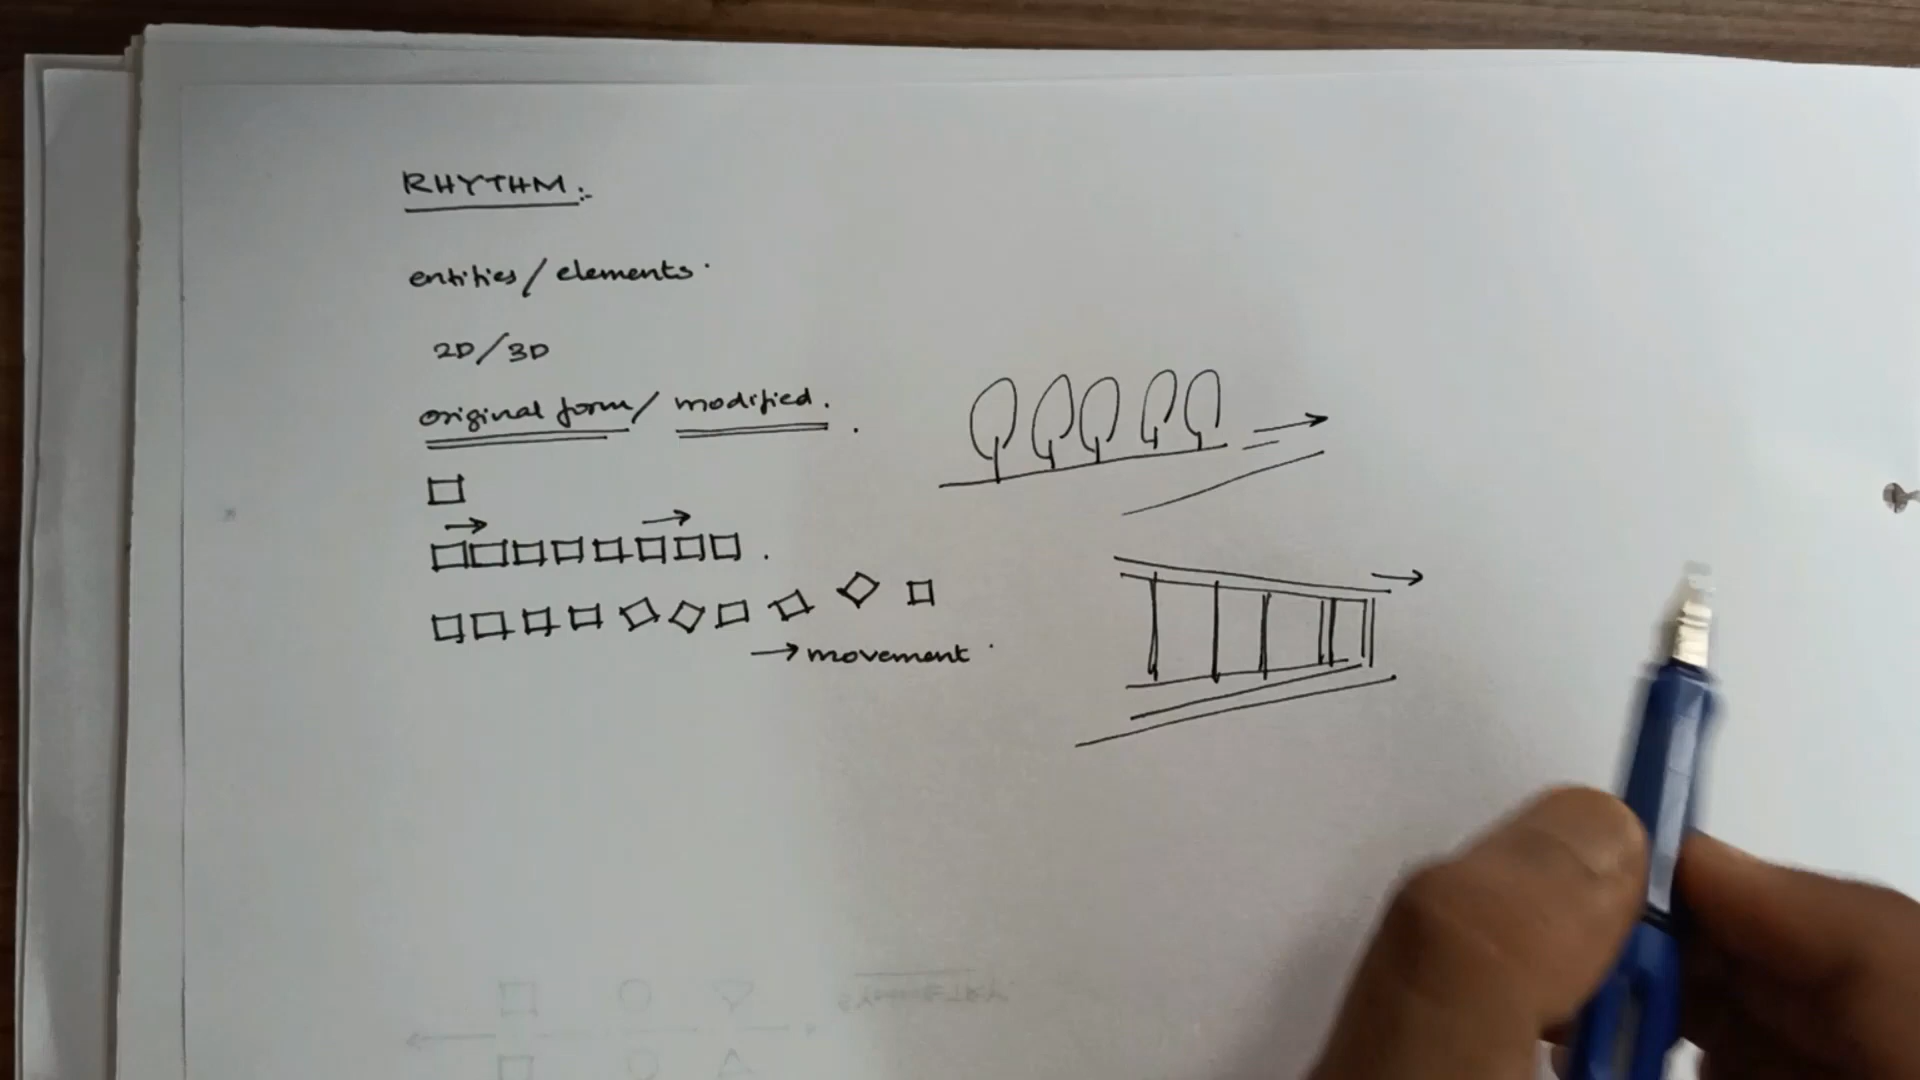 RHYTHM :-
entities / elements.
2D / 3D
original form / modified.
→ movement.